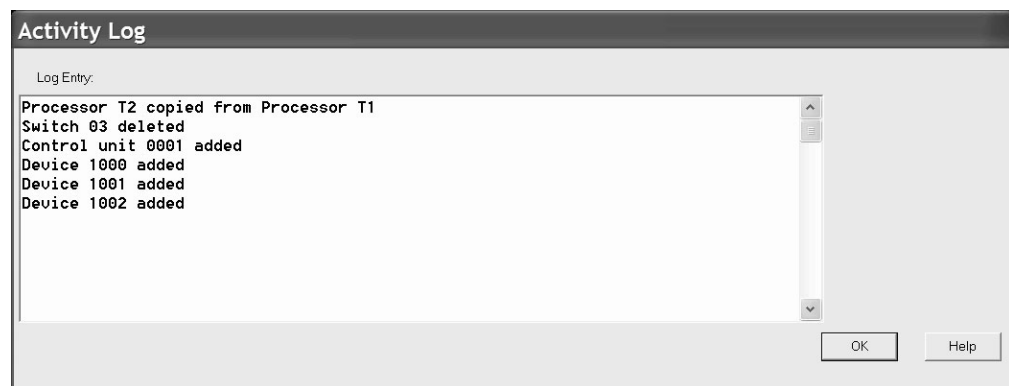 Activity Log
Log Entry:
Processor T2 copied from Processor T1
Switch 03 deleted
Control unit 0001 added
Device 1000 added
Device 1001 added
Device 1002 added
OK
Help